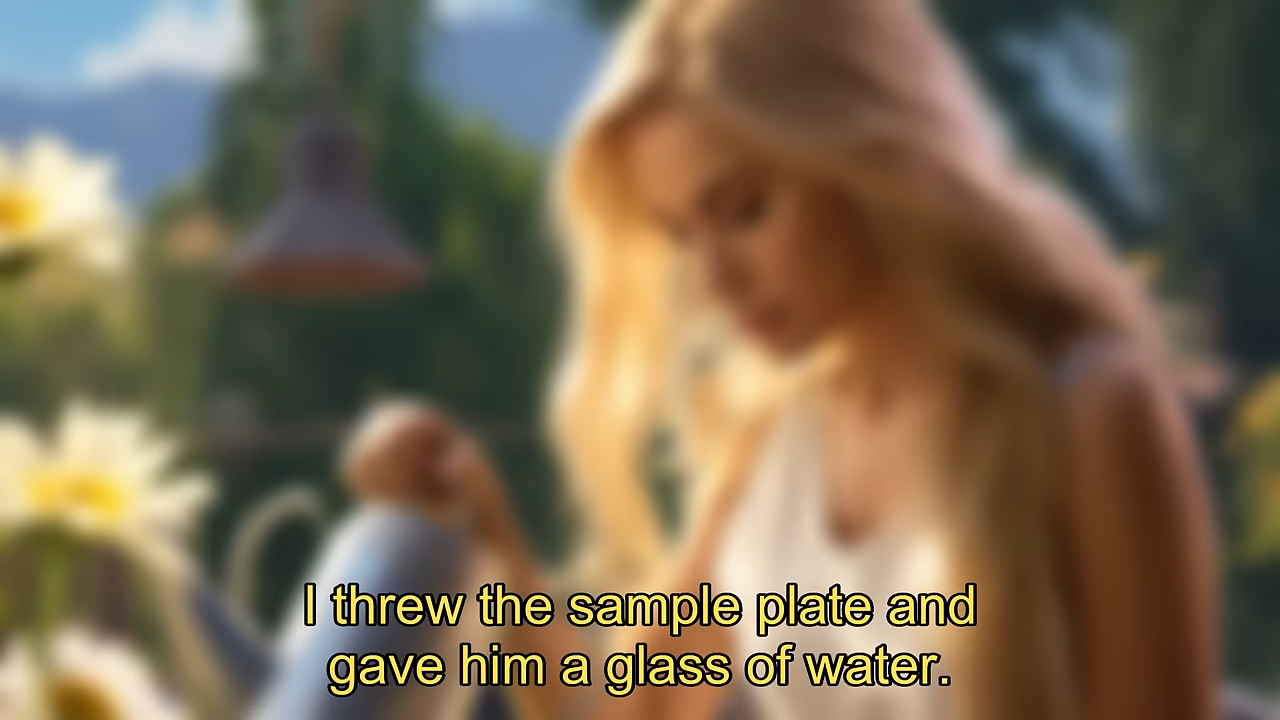 I threw the sample plate and
gave him a glass of water.